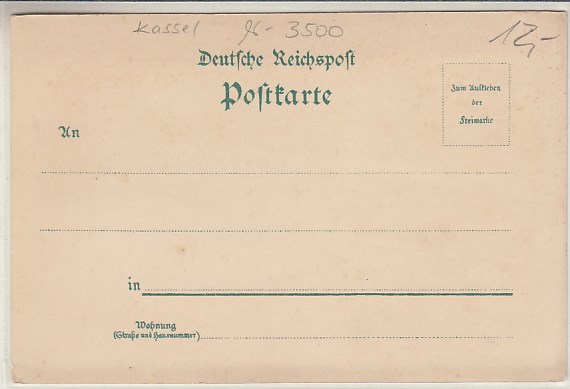 Kassel 3500
12,-
Deutsche Reichspost
Postkarte
Zum Aufkleben
der
Freimarke
An
in
Wohnung
(Straße und Hausnummer)